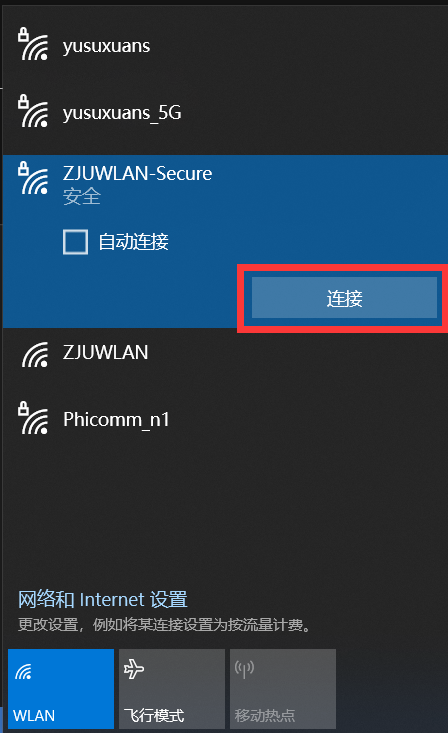 yusuxuans
yusuxuans_5G
ZJUWLAN-Secure
安全
自动连接
连接
ZJUWLAN
Phicomm_n1
网络和 Internet 设置
更改设置，例如将某连接设置为按流量计费。
WLAN
飞行模式
移动热点